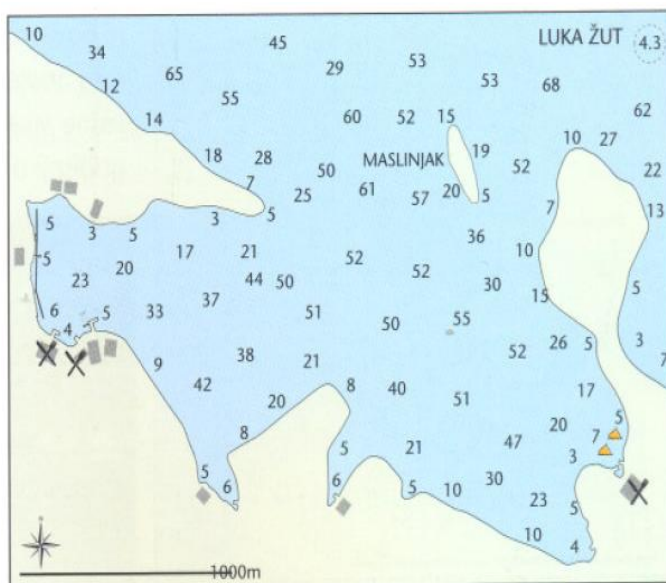 10 34 45 LUKA ŽUT 4.3
65 29 53
12 55 53 68
14 60 52 15 62
18 28 10 27
7 50 MASLINJAK 19 52 22
25 61 57 20 5 7 13
3 5
5 3 5 17 21 36 10
5 23 20 44 50 52 52 30 5
37 15
6 5 33 51 50 55
4 3
9 38 21 52 26 5 7
42 20 8 40 51 17
8 20 5
5 21 47 7
5 6 6 5 10 30 3
23 5
10 4
1000m